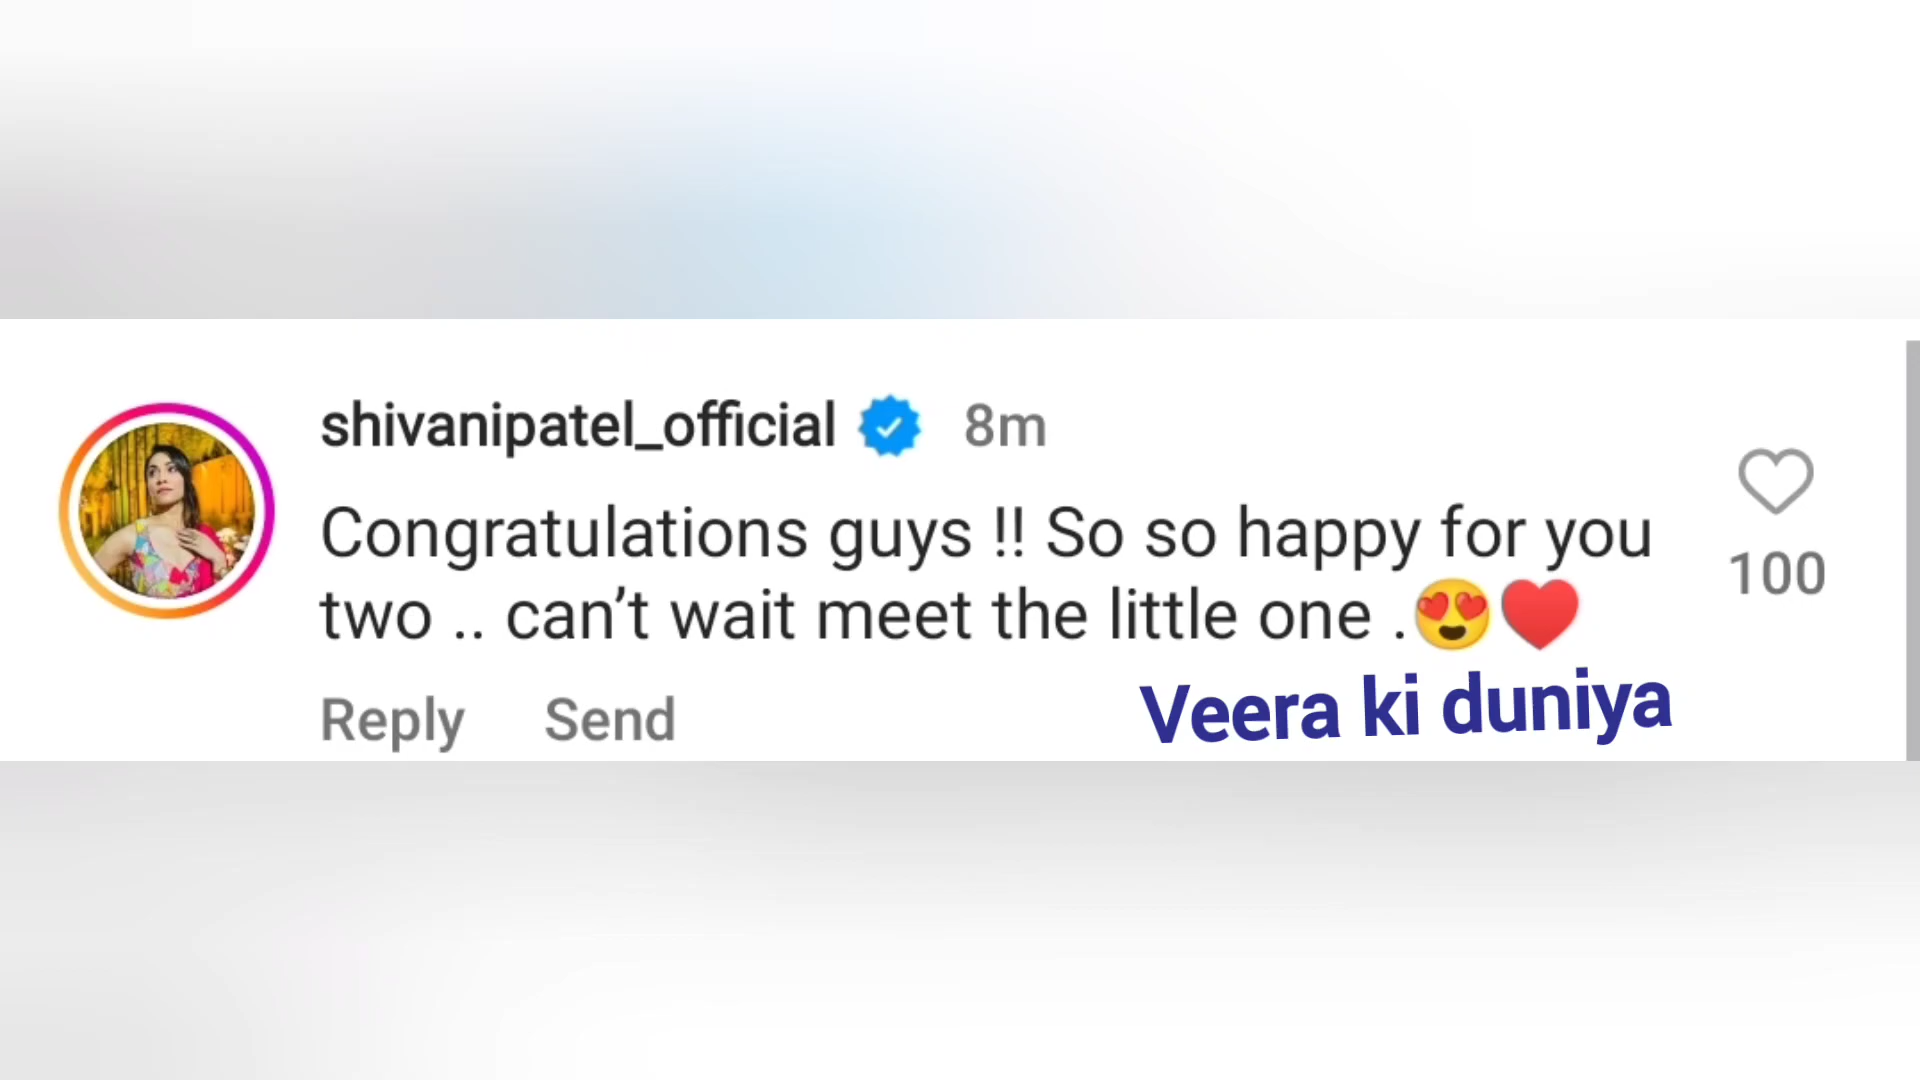 shivanipatel_official 8m
Congratulations guys !! So so happy for you
two .. can’t wait meet the little one .😍♥️
100
Reply Send
Veera ki duniya